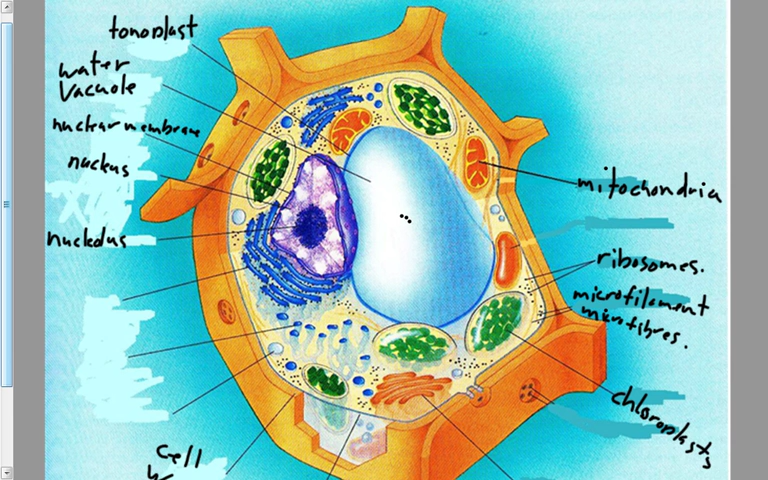 tonoplast
water
Vacuole
nuclear membrane
nucleus
nucleolus
Cell
W
mitochondria
ribosomes.
microfilament
microfibres.
chloroplasts